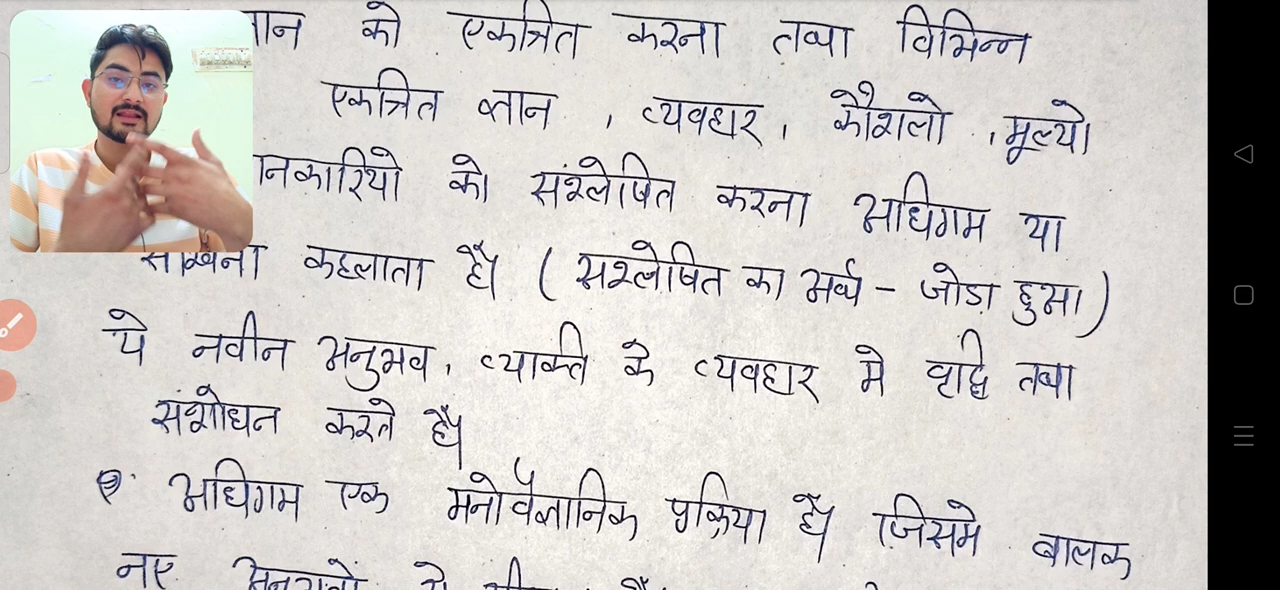 को एकत्रित करना तथा विभिन्न
एकत्रित ज्ञान, व्यवहार, कौशलो, मूल्यो
को संश्लेषित करना अधिगम या
कहलाता है ( संश्लेषित का अर्थ - जोडा हुआ )
ये नवीन अनुभव, व्यक्ति के व्यवहार मे वृद्धि तथा
संशोधन करते है
अधिगम एक मनोवैज्ञानिक प्रक्रिया है जिसमे बालक
नए